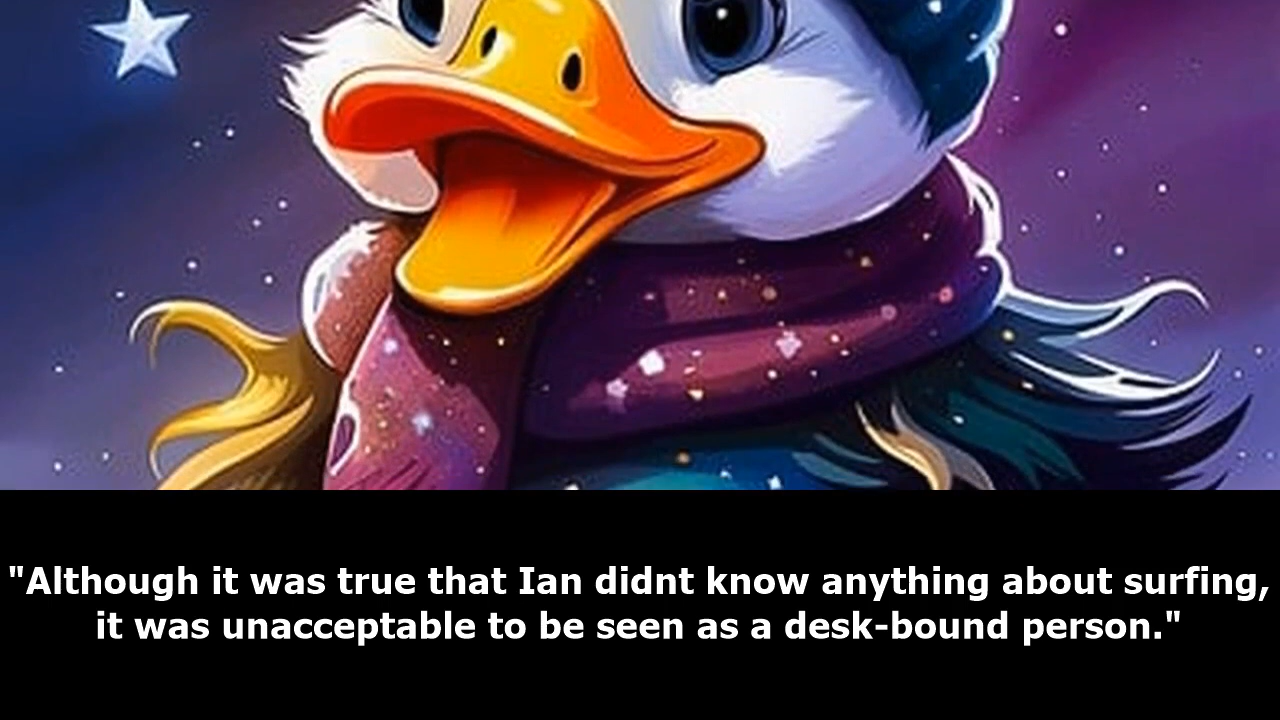 "Although it was true that Ian didnt know anything about surfing,
it was unacceptable to be seen as a desk-bound person."